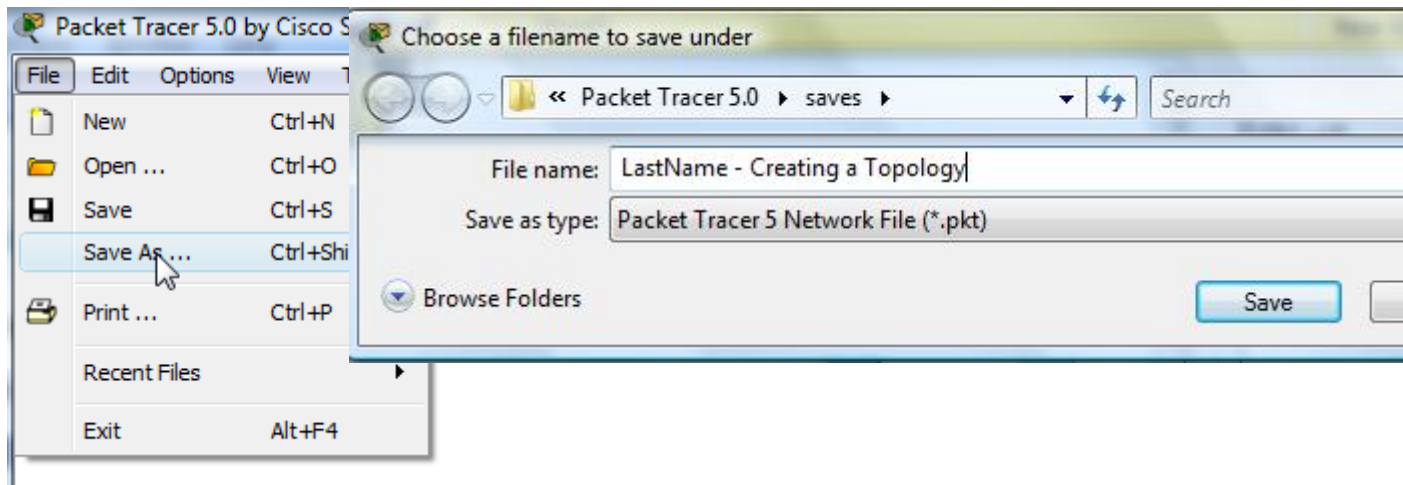 Packet Tracer 5.0 by Cisco S
File Edit Options View T
New Ctrl+N
Open ... Ctrl+O
Save Ctrl+S
Save As ... Ctrl+Shi
Print ... Ctrl+P
Recent Files
Exit Alt+F4
Choose a filename to save under
« Packet Tracer 5.0 saves
Search
File name: LastName - Creating a Topology
Save as type: Packet Tracer 5 Network File (*.pkt)
Browse Folders
Save